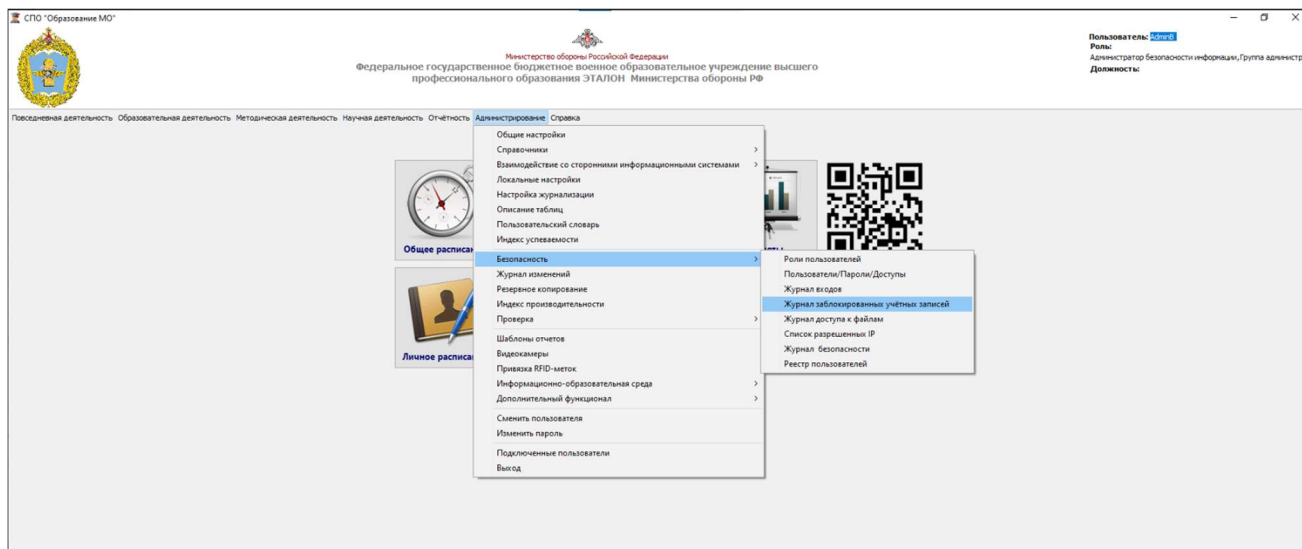 СПО "Образование МО"
Министерство обороны Российской Федерации
Федеральное государственное бюджетное военное образовательное учреждение высшего
профессионального образования ЭТАЛОН Министерства обороны РФ
Пользователь: AdminB
Роль:
Администратор безопасности информации,Группа администр
Должность:
Повседневная деятельность Образовательная деятельность Методическая деятельность Научная деятельность Отчётность Администрирование Справка
Общие настройки
Справочники
Взаимодействие со сторонними информационными системами
Локальные настройки
Настройка журнализации
Описание таблиц
Пользовательский словарь
Индекс успеваемости
Безопасность
Журнал изменений
Резервное копирование
Индекс производительности
Проверка
Шаблоны отчетов
Видеокамеры
Привязка RFID-меток
Информационно-образовательная среда
Дополнительный функционал
Сменить пользователя
Изменить пароль
Подключенные пользователи
Выход
Роли пользователей
Пользователи/Пароли/Доступы
Журнал входов
Журнал заблокированных учётных записей
Журнал доступа к файлам
Список разрешенных IP
Журнал безопасности
Реестр пользователей
Общее расписан
Личное расписа